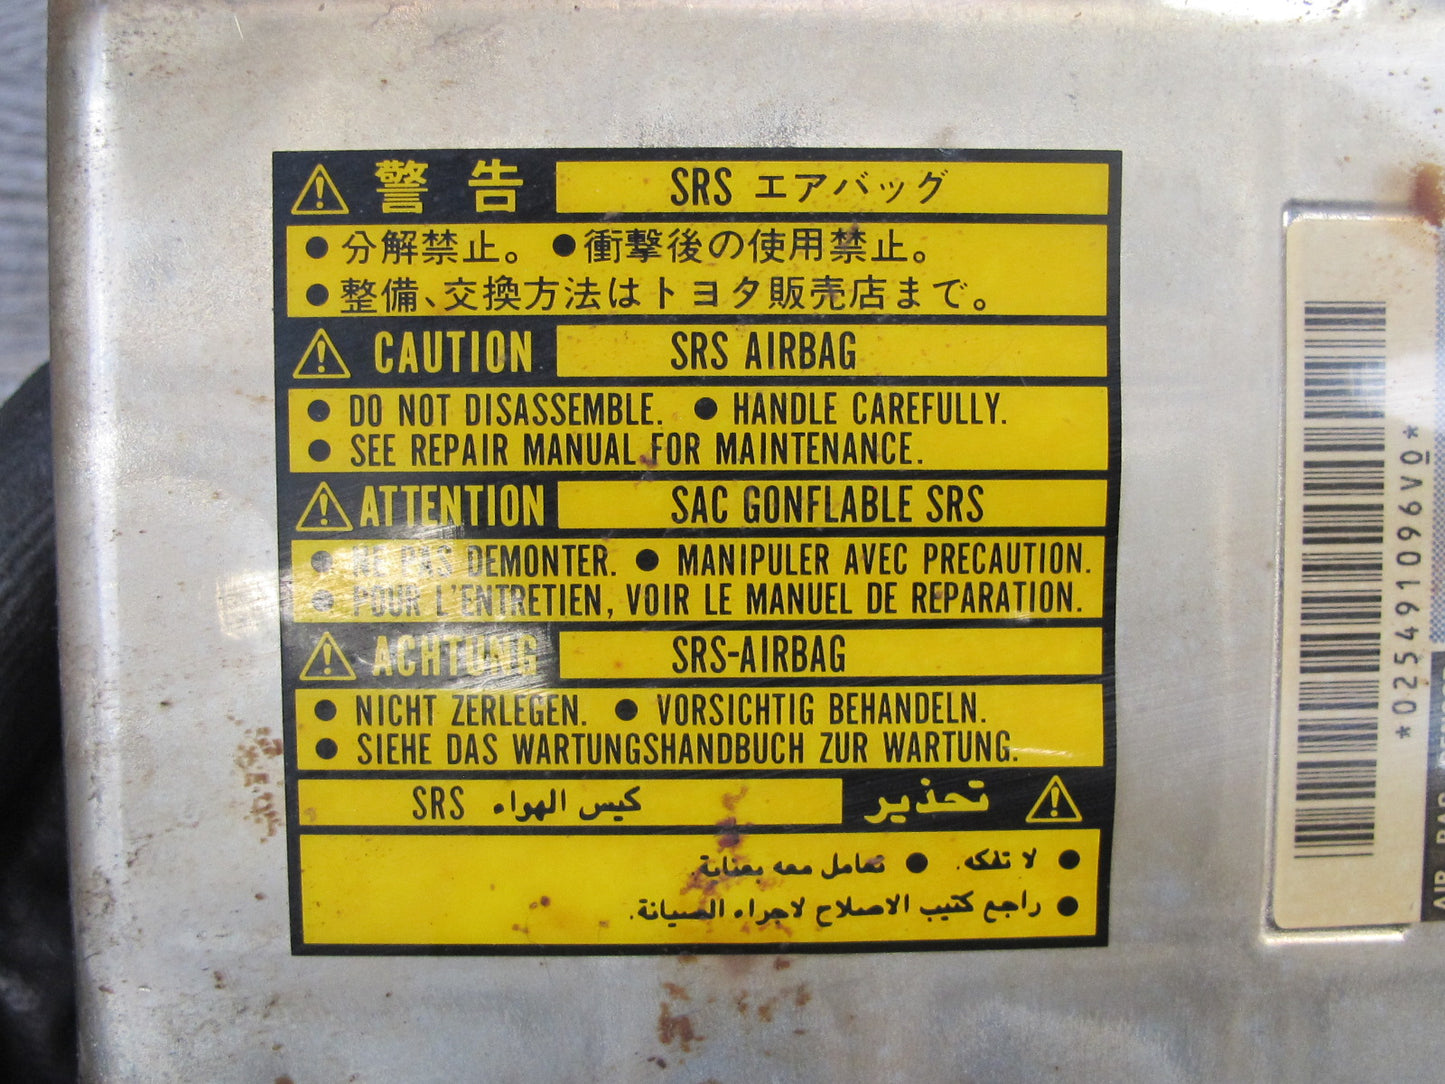 警告 SRS エアバッグ
●分解禁止。 ●衝撃後の使用禁止。
●整備、交換方法はトヨタ販売店まで。
CAUTION SRS AIRBAG
● DO NOT DISASSEMBLE. ● HANDLE CAREFULLY.
● SEE REPAIR MANUAL FOR MAINTENANCE.
ATTENTION SAC GONFLABLE SRS
● NE PAS DEMONTER. ● MANIPULER AVEC PRECAUTION.
● POUR L'ENTRETIEN, VOIR LE MANUEL DE REPARATION.
ACHTUNG SRS-AIRBAG
● NICHT ZERLEGEN. ● VORSICHTIG BEHANDELN.
● SIEHE DAS WARTUNGSHANDBUCH ZUR WARTUNG.
تحذير كيس الهواء SRS
● لا تفكه. ● تعامل معه بعناية.
● راجع كتيب الاصلاح لاجراء الصيانة.
*02549109​6V0*
AIR BAG